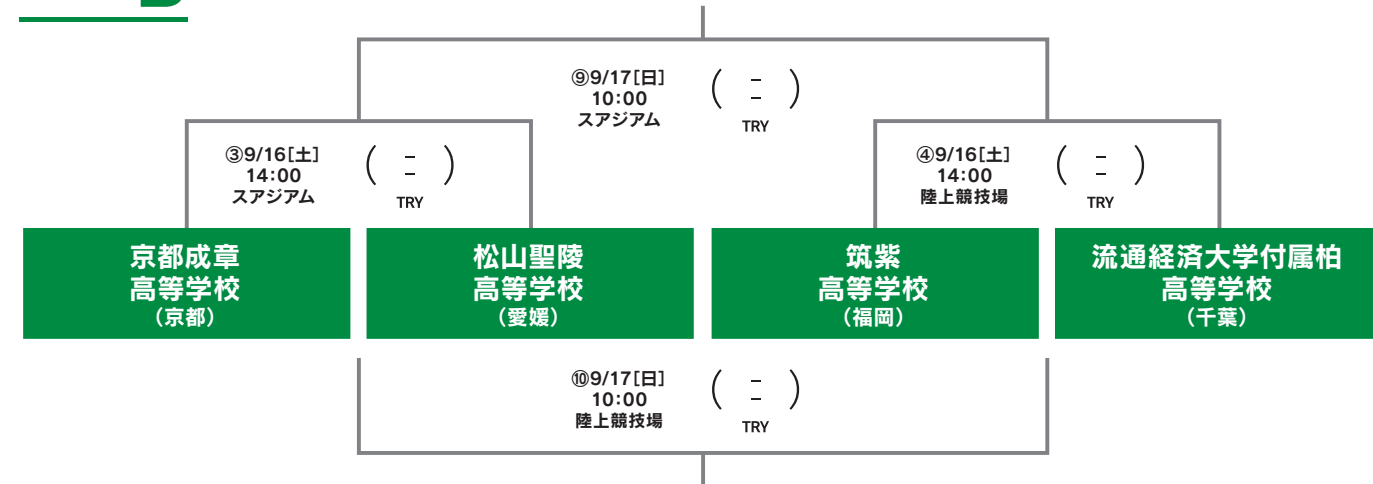 ⑨9/17[日]
10:00
スアジアム
( - - )
TRY
③9/16[土]
14:00
スアジアム
( - - )
TRY
④9/16[土]
14:00
陸上競技場
( - - )
TRY
京都成章
高等学校
（京都）
松山聖陵
高等学校
（愛媛）
筑紫
高等学校
（福岡）
流通経済大学付属柏
高等学校
（千葉）
⑩9/17[日]
10:00
陸上競技場
( - - )
TRY